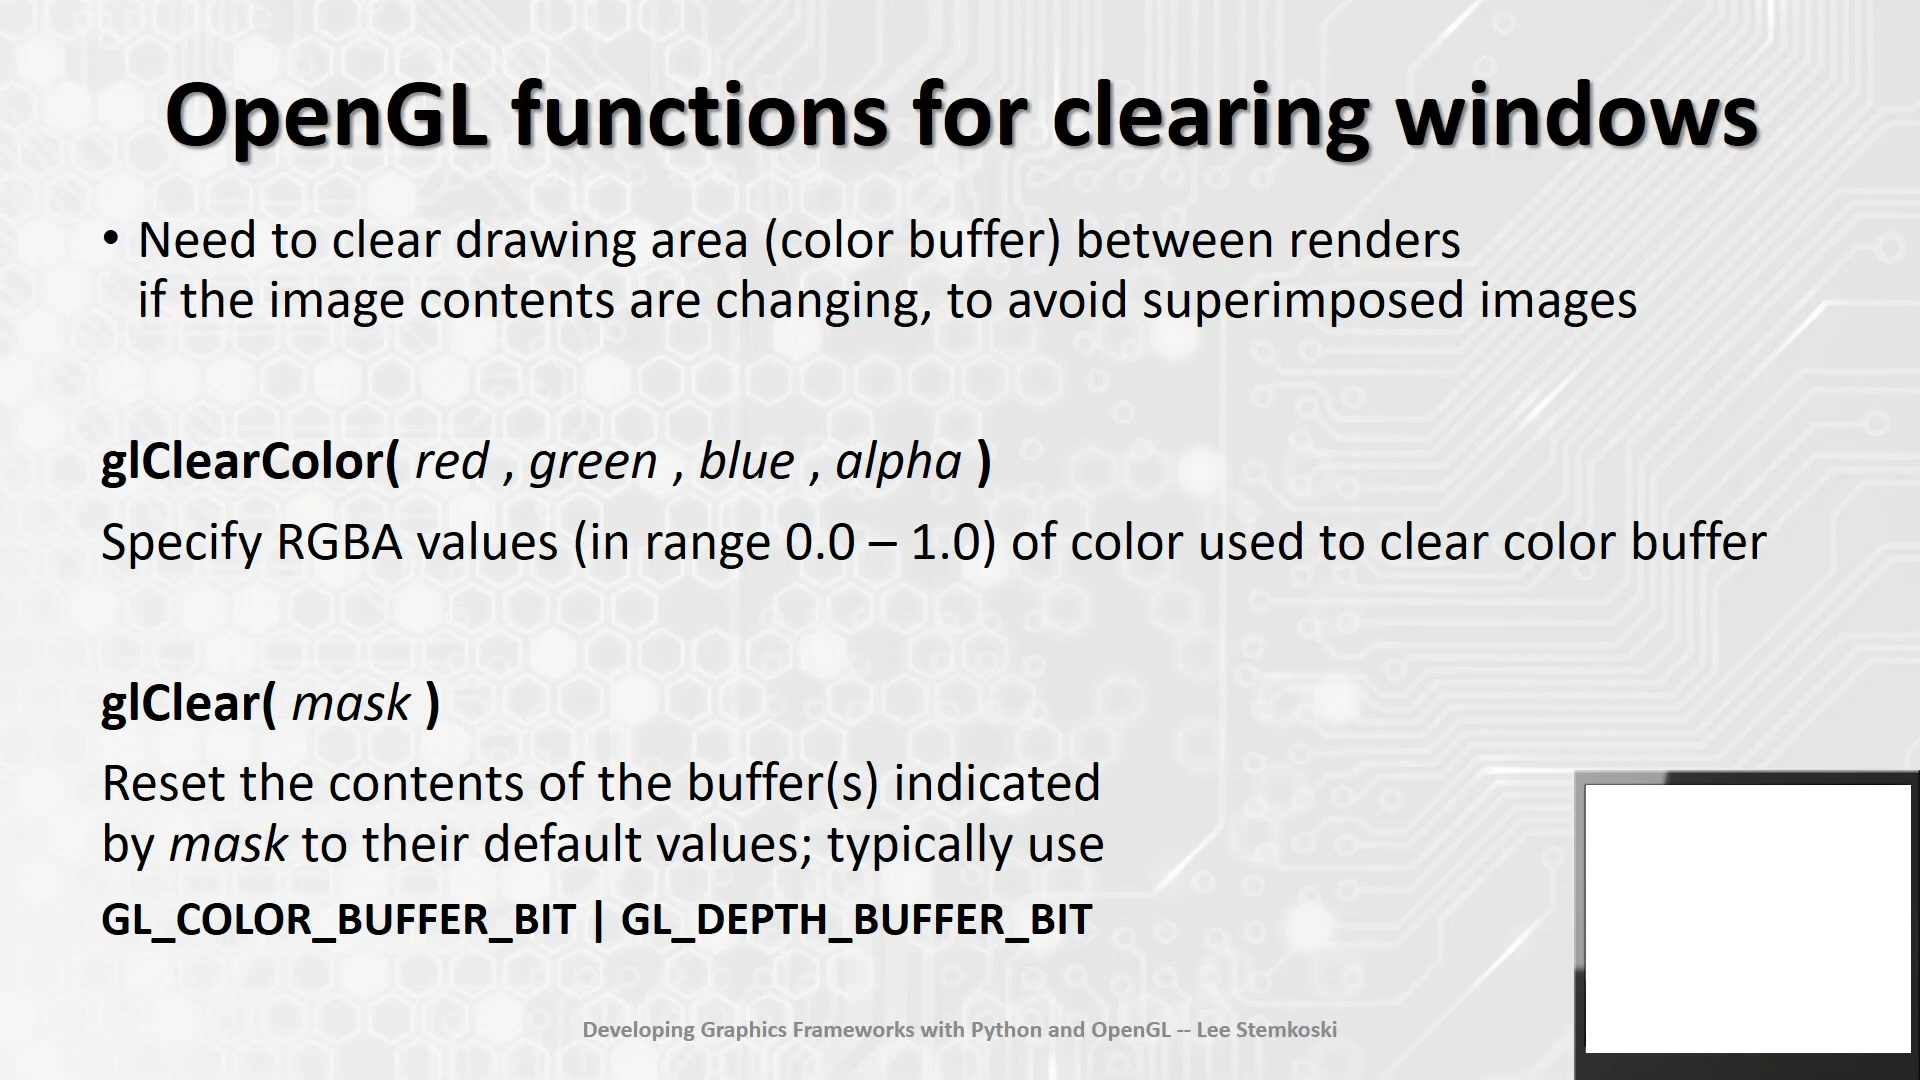 OpenGL functions for clearing windows
• Need to clear drawing area (color buffer) between renders
if the image contents are changing, to avoid superimposed images
glClearColor( red , green , blue , alpha )
Specify RGBA values (in range 0.0 – 1.0) of color used to clear color buffer
glClear( mask )
Reset the contents of the buffer(s) indicated
by mask to their default values; typically use
GL_COLOR_BUFFER_BIT | GL_DEPTH_BUFFER_BIT
Developing Graphics Frameworks with Python and OpenGL -- Lee Stemkoski